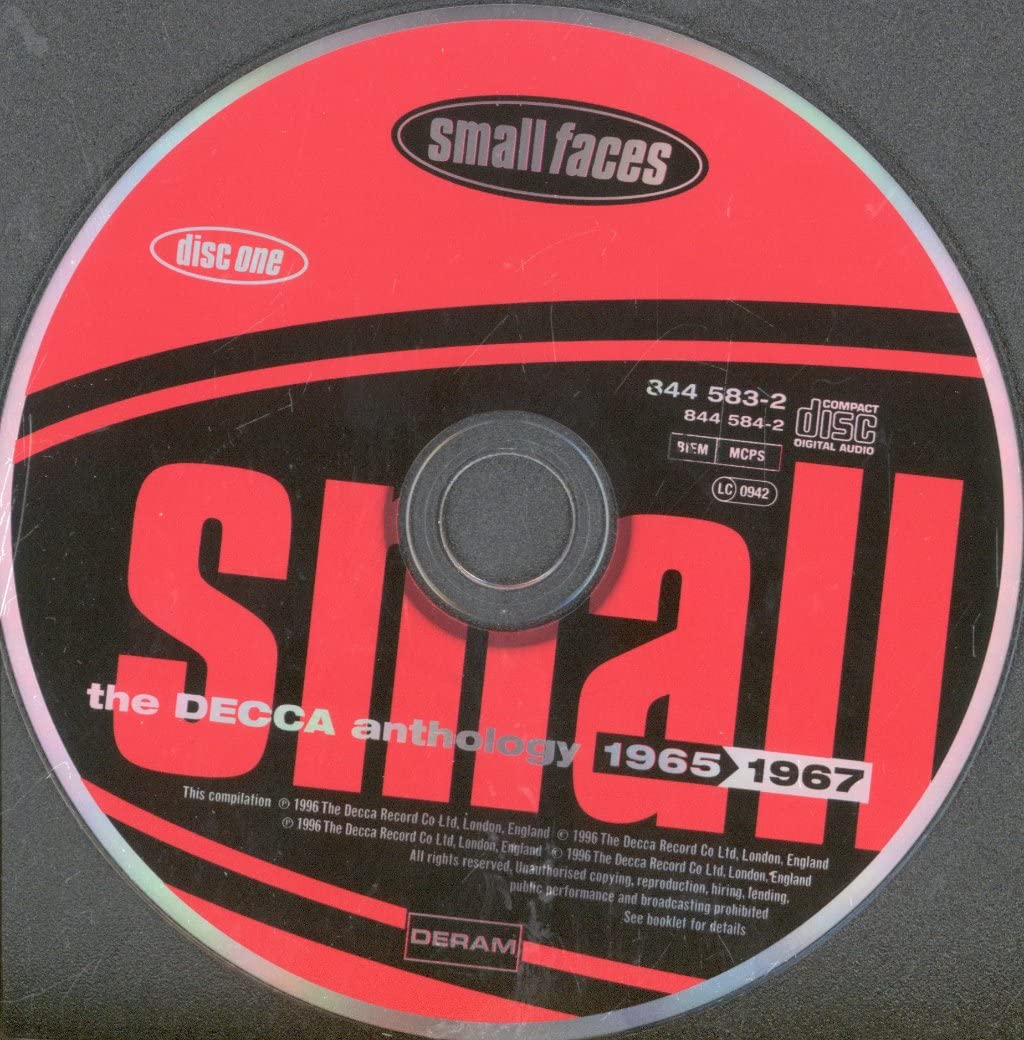 small faces
disc one
844 583-2
844 584-2
COMPACT
disc
DIGITAL AUDIO
BIEM MCPS
LC 0942
small
the DECCA anthology 1965 1967
This compilation ℗ 1996 The Decca Record Co Ltd, London, England © 1996 The Decca Record Co Ltd, London, England
℗ 1996 The Decca Record Co Ltd, London, England © 1996 The Decca Record Co Ltd. London, England
All rights reserved. Unauthorised copying, reproduction, hiring, lending,
public performance and broadcasting prohibited
See booklet for details
DERAM